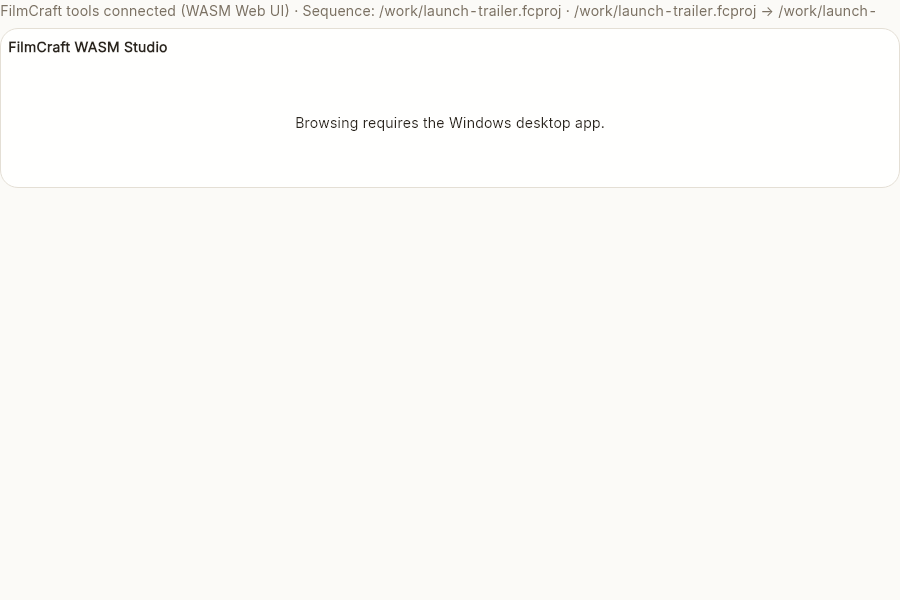 FilmCraft tools connected (WASM Web UI) · Sequence: /work/launch-trailer.fcproj · /work/launch-trailer.fcproj → /work/launch-
FilmCraft WASM Studio
Browsing requires the Windows desktop app.